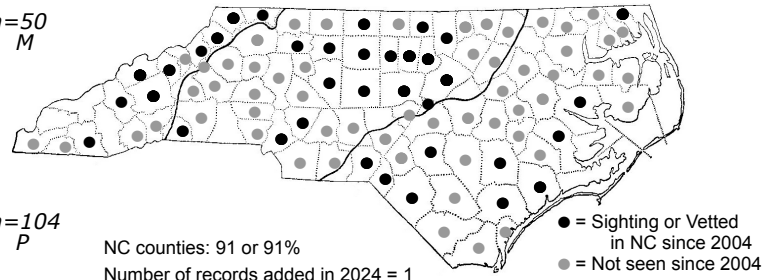 =50
M
=104
P
NC counties: 91 or 91%
Number of records added in 2024 = 1
= Sighting or Vetted
in NC since 2004
= Not seen since 2004